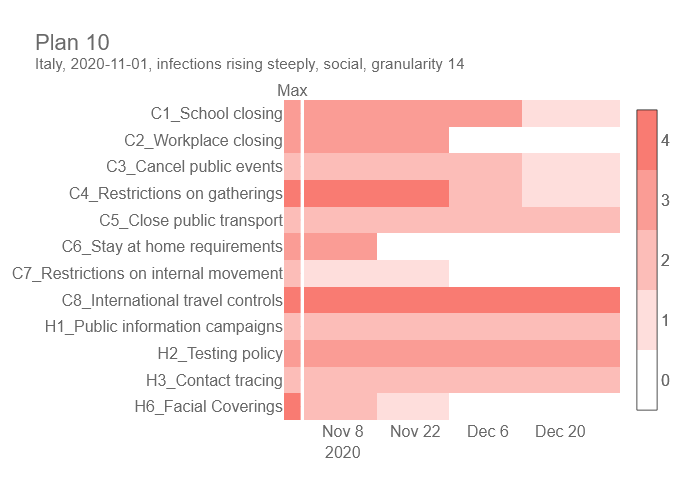 Plan 10
Italy, 2020-11-01, infections rising steeply, social, granularity 14
Max
C1_School closing
C2_Workplace closing
C3_Cancel public events
C4_Restrictions on gatherings
C5_Close public transport
C6_Stay at home requirements
C7_Restrictions on internal movement
C8_International travel controls
H1_Public information campaigns
H2_Testing policy
H3_Contact tracing
H6_Facial Coverings
Nov 8 Nov 22 Dec 6 Dec 20
2020
4
3
2
1
0